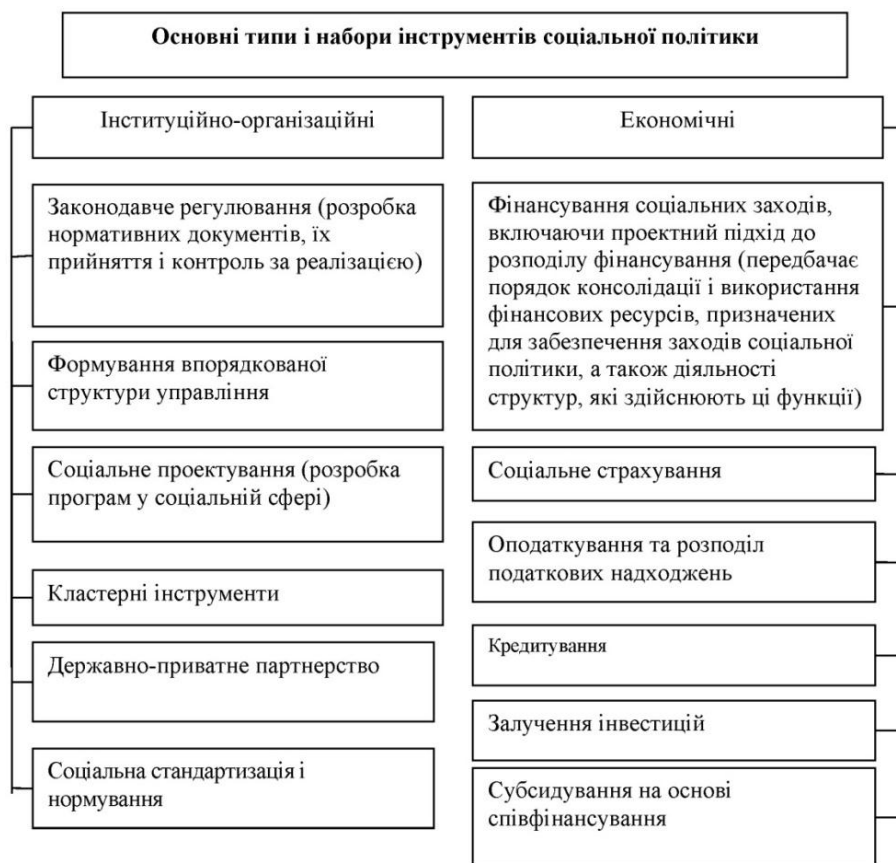 Основні типи і набори інструментів соціальної політики
Інституційно-організаційні
Законодавче регулювання (розробка
нормативних документів, їх
прийняття і контроль за реалізацією)
Формування впорядкованої
структури управління
Соціальне проектування (розробка
програм у соціальній сфері)
Кластерні інструменти
Державно-приватне партнерство
Соціальна стандартизація і
нормування
Економічні
Фінансування соціальних заходів,
включаючи проектний підхід до
розподілу фінансування (передбачає
порядок консолідації і використання
фінансових ресурсів, призначених
для забезпечення заходів соціальної
політики, а також діяльності
структур, які здійснюють ці функції)
Соціальне страхування
Оподаткування та розподіл
податкових надходжень
Кредитування
Залучення інвестицій
Субсидування на основі
співфінансування